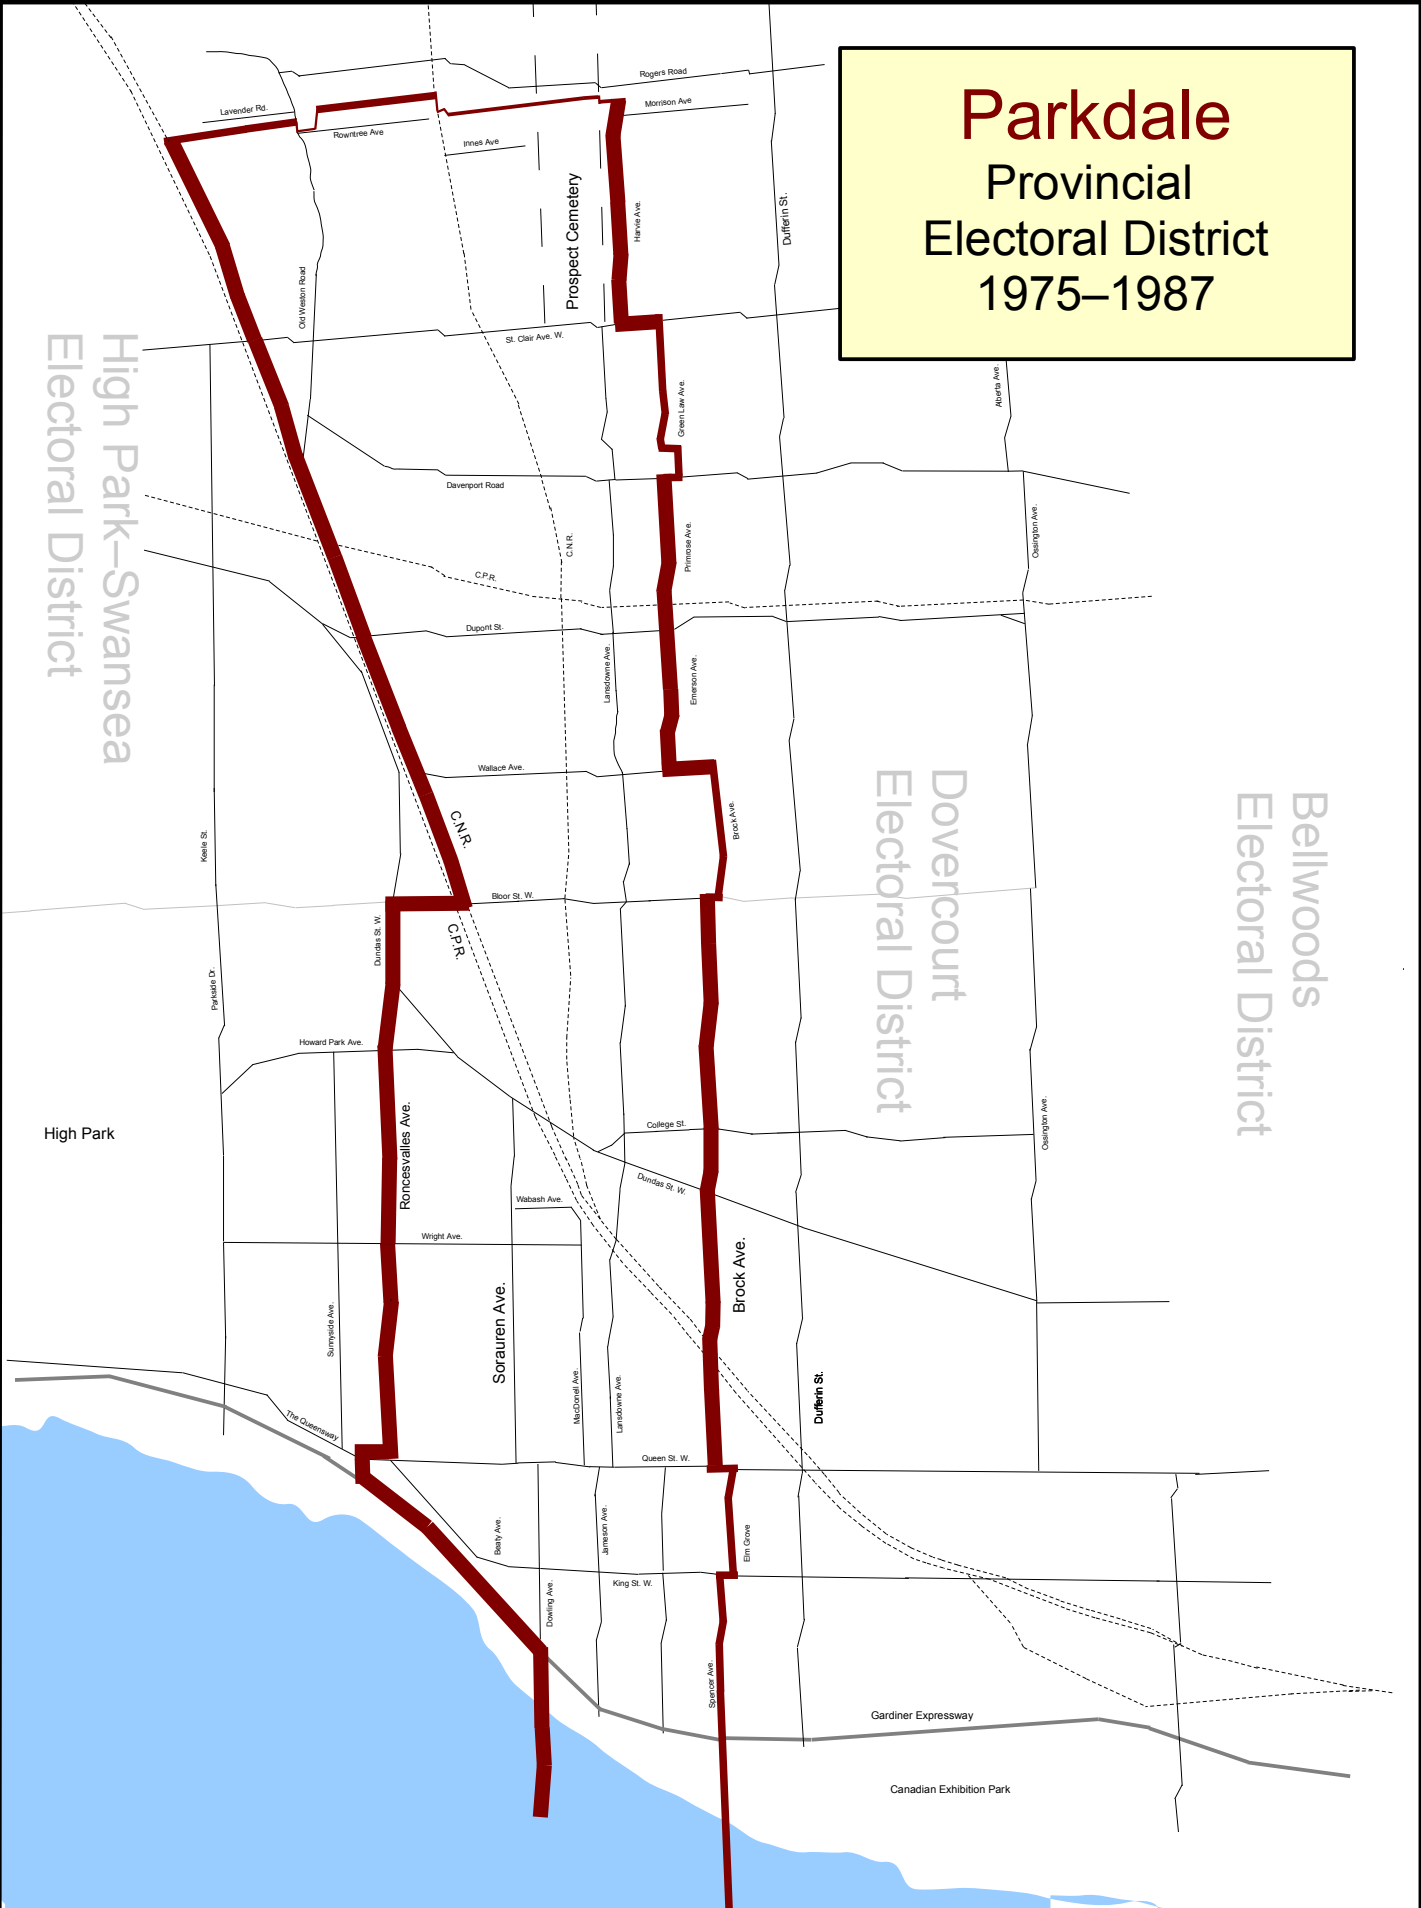 Parkdale
Provincial
Electoral District
1975–1987
Rogers Road
Lavender Rd.
Morrison Ave
Rowntree Ave
Innes Ave
Prospect Cemetery
Harvie Ave.
Dufferin St.
Old Weston Road
St. Clair Ave. W.
High Park–Swansea
Electoral District
Green Law Ave.
Alberta Ave.
Davenport Road
Primrose Ave.
Ossington Ave.
C.N.R.
C.P.R.
Dupont St.
Lansdowne Ave.
Emerson Ave.
Wallace Ave.
Brock Ave.
C.N.R.
Keele St.
Dovercourt
Electoral District
Bellwoods
Electoral District
Bloor St. W.
Dundas St. W.
C.P.R.
Parkside Dr.
Howard Park Ave.
High Park
Roncesvalles Ave.
College St.
Ossington Ave.
Dundas St. W.
Wabash Ave.
Wright Ave.
Brock Ave.
Sorauren Ave.
Sunnyside Ave.
MacDonell Ave.
Lansdowne Ave.
Dufferin St.
The Queensway
Queen St. W.
Beaty Ave.
Jameson Ave.
Elm Grove
King St. W.
Dowling Ave.
Spencer Ave.
Gardiner Expressway
Canadian Exhibition Park